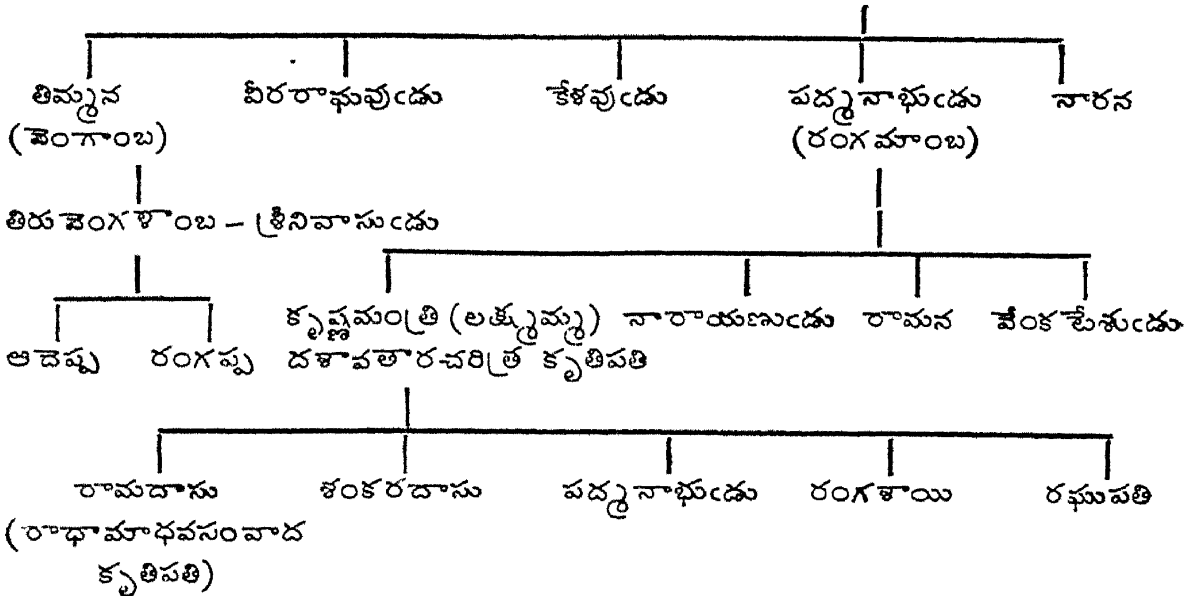 తిమ్మన వీరరాఘవుఁడు కేశవుఁడు పద్మనాభుఁడు నారన
(వెంగాంబ) (రంగమాంబ)
తిరువెంగళాంబ – శ్రీనివాసుఁడు
కృష్ణమంత్రి (లక్ష్మమ్మ) నారాయణుఁడు రామన వేంకటేశుఁడు
ఆదెప్ప రంగప్ప దశావతారచరిత్ర కృతిపతి
రామదాసు శంకరదాసు పద్మనాభుఁడు రంగశాయి రఘుపతి
(రాధామాధవసంవాద
కృతిపతి)